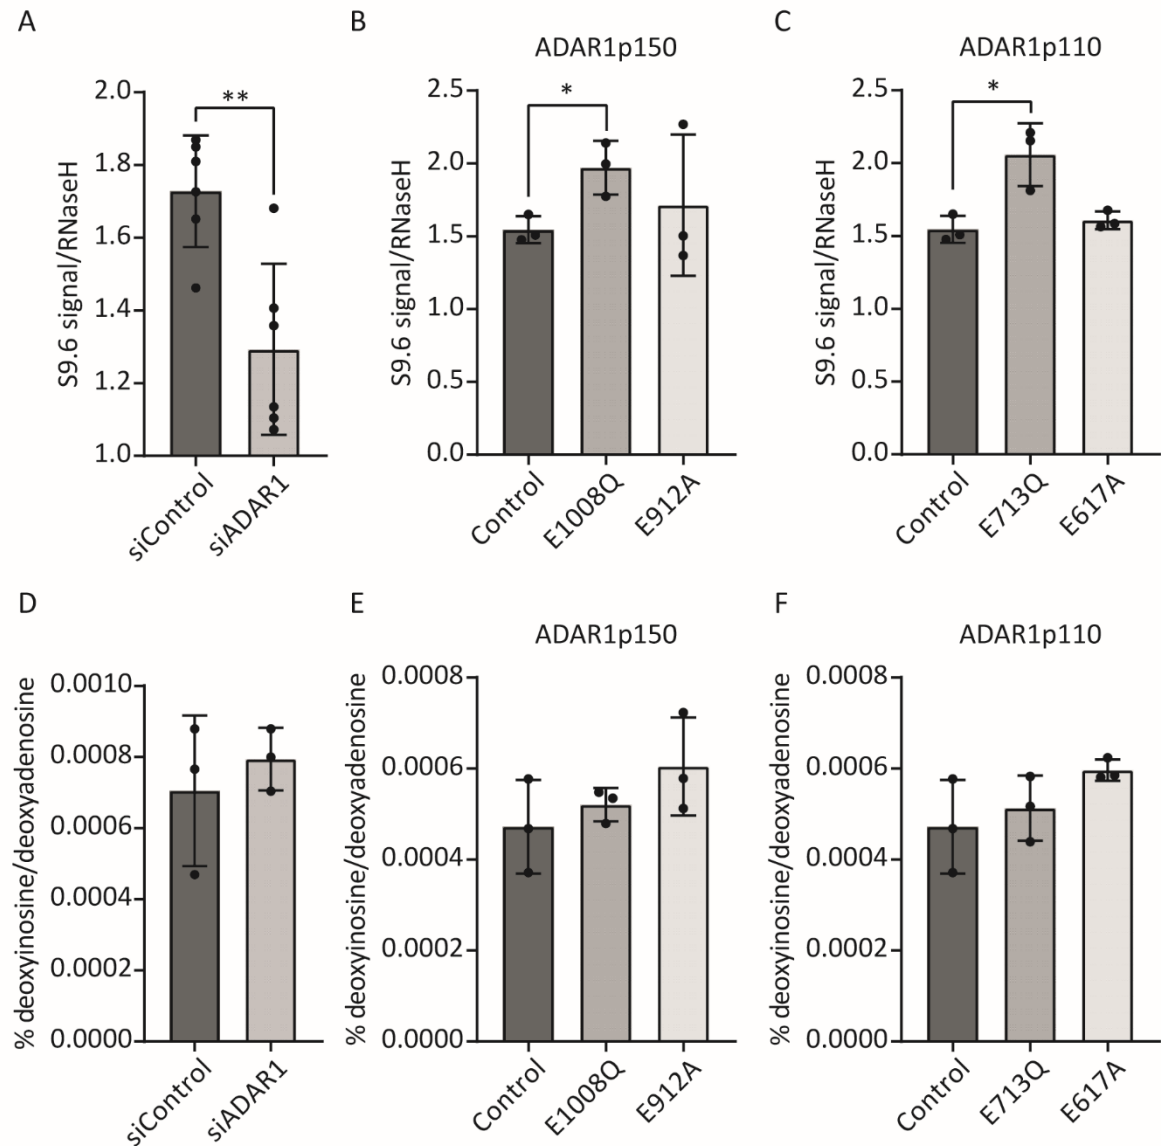 A
B
C
ADAR1p150
ADAR1p110
S9.6 signal/RNaseH
2.0
1.8
1.6
1.4
1.2
1.0
**
siControl
siADAR1
S9.6 signal/RNaseH
2.5
2.0
1.5
1.0
0.5
0.0
*
Control
E1008Q
E912A
S9.6 signal/RNaseH
2.5
2.0
1.5
1.0
0.5
0.0
*
Control
E713Q
E617A
D
E
F
ADAR1p150
ADAR1p110
% deoxyinosine/deoxyadenosine
0.0010
0.0008
0.0006
0.0004
0.0002
0.0000
siControl
siADAR1
% deoxyinosine/deoxyadenosine
0.0008
0.0006
0.0004
0.0002
0.0000
Control
E1008Q
E912A
% deoxyinosine/deoxyadenosine
0.0008
0.0006
0.0004
0.0002
0.0000
Control
E713Q
E617A